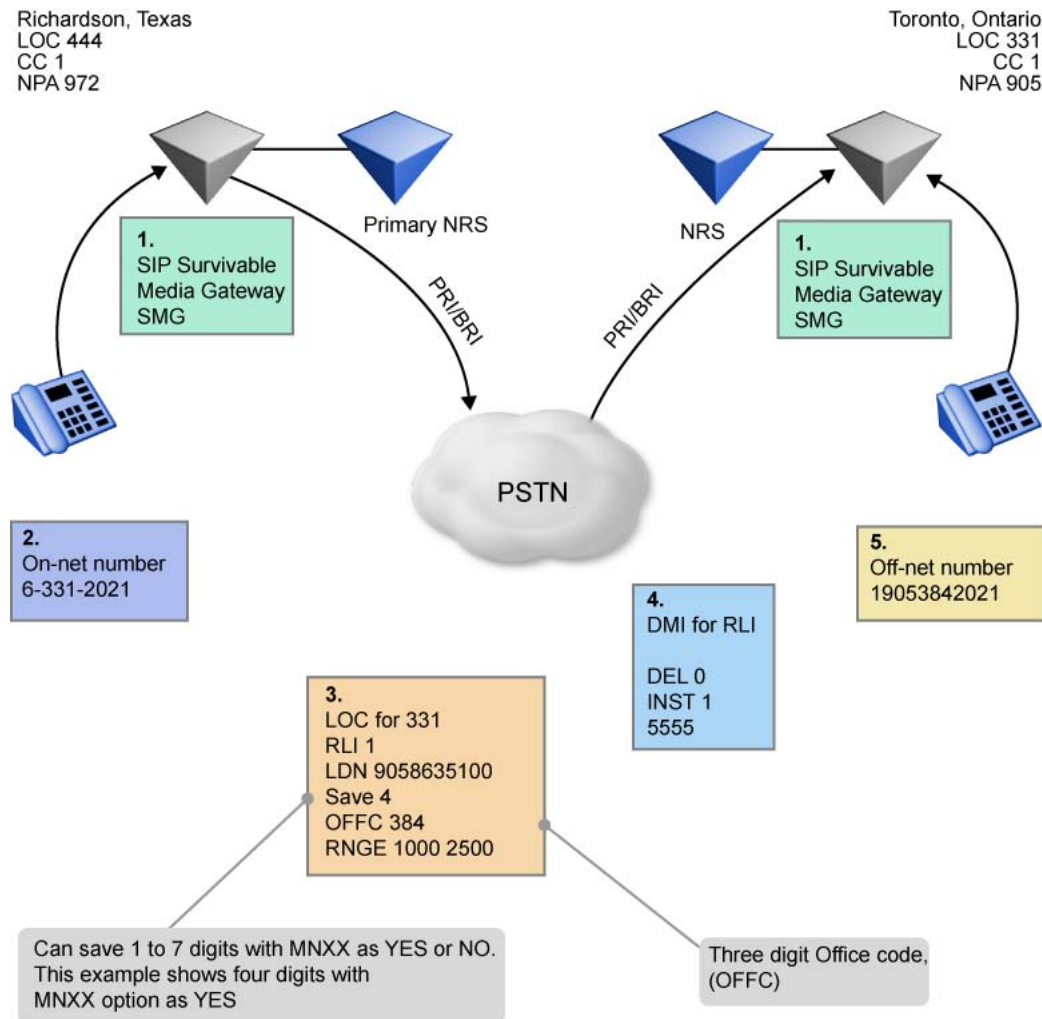 Richardson, Texas
LOC 444
CC 1
NPA 972
Toronto, Ontario
LOC 331
CC 1
NPA 905
Primary NRS
NRS
1.
SIP Survivable
Media Gateway
SMG
1.
SIP Survivable
Media Gateway
SMG
PRI/BRI
PRI/BRI
PSTN
2.
On-net number
6-331-2021
5.
Off-net number
19053842021
4.
DMI for RLI
DEL 0
INST 1
5555
3.
LOC for 331
RLI 1
LDN 9058635100
Save 4
OFFC 384
RNGE 1000 2500
Can save 1 to 7 digits with MNXX as YES or NO.
This example shows four digits with
MNXX option as YES
Three digit Office code,
(OFFC)